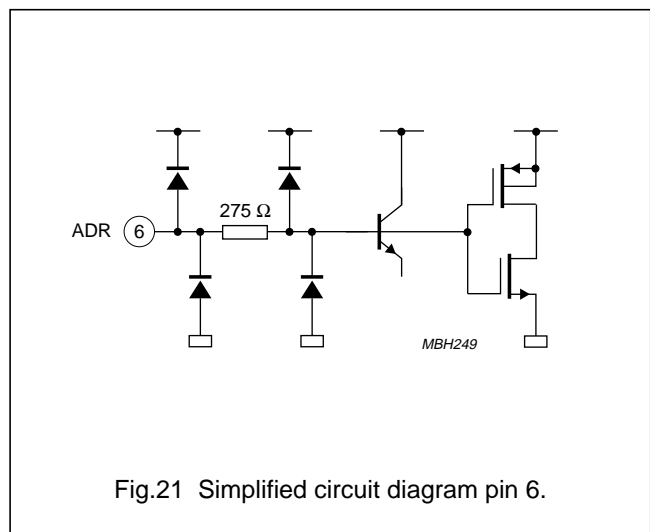 275 Ω
ADR 6
MBH249
Fig.21 Simplified circuit diagram pin 6.